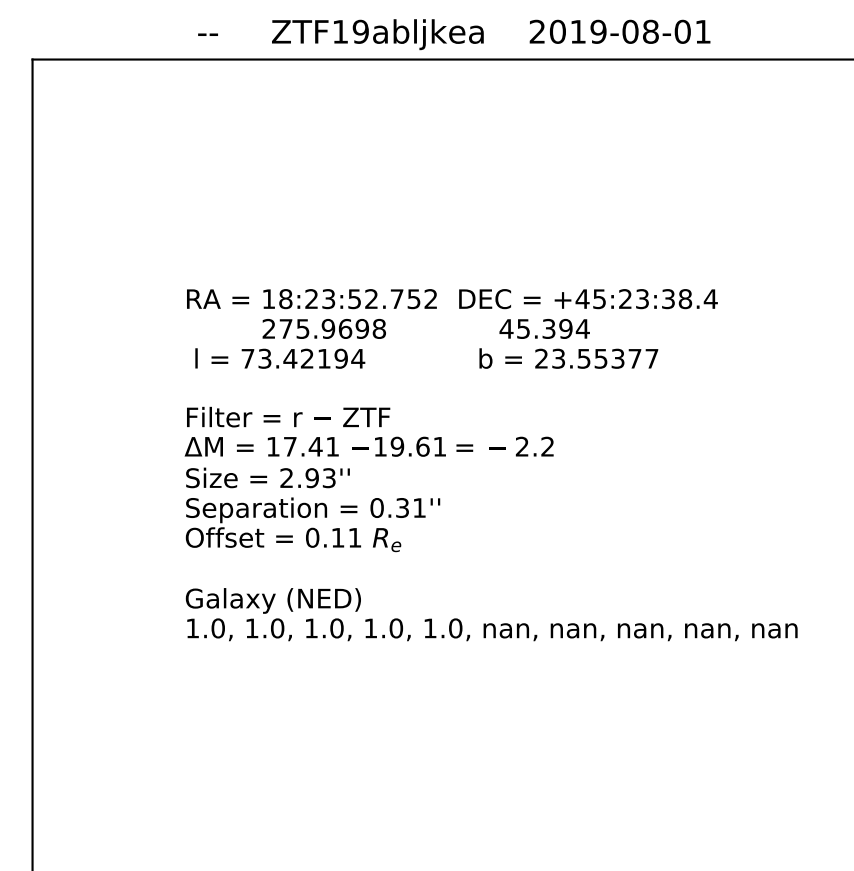 -- ZTF19abljkea 2019-08-01
RA = 18:23:52.752 DEC = +45:23:38.4
275.9698 45.394
l = 73.42194 b = 23.55377
Filter = r − ZTF
ΔM = 17.41 −19.61 = − 2.2
Size = 2.93''
Separation = 0.31''
Offset = 0.11 Re
Galaxy (NED)
1.0, 1.0, 1.0, 1.0, 1.0, nan, nan, nan, nan, nan